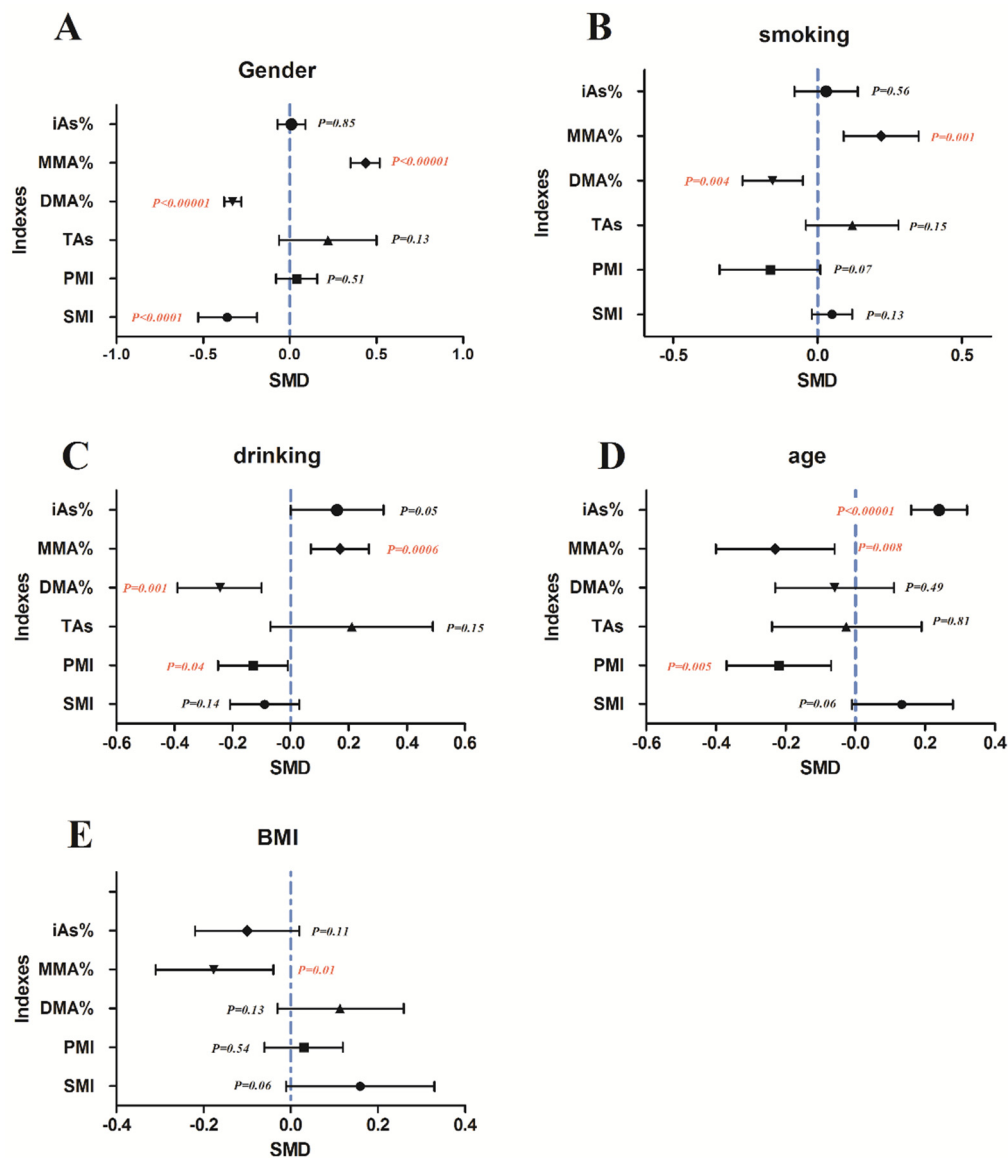 A
Gender
Indexes
iAs%
P=0.85
MMA%
P<0.00001
DMA%
P<0.00001
TAs
P=0.13
PMI
P=0.51
SMI
P<0.0001
-1.0 -0.5 0.0 0.5 1.0
SMD
B
smoking
Indexes
iAs%
P=0.56
MMA%
P=0.001
DMA%
P=0.004
TAs
P=0.15
PMI
P=0.07
SMI
P=0.13
-0.5 0.0 0.5
SMD
C
drinking
Indexes
iAs%
P=0.05
MMA%
P=0.0006
DMA%
P=0.001
TAs
P=0.15
PMI
P=0.04
SMI
P=0.14
-0.6 -0.4 -0.2 -0.0 0.2 0.4 0.6
SMD
D
age
Indexes
iAs%
P<0.00001
MMA%
P=0.008
DMA%
P=0.49
TAs
P=0.81
PMI
P=0.005
SMI
P=0.06
-0.6 -0.4 -0.2 -0.0 0.2 0.4
SMD
E
BMI
Indexes
iAs%
P=0.11
MMA%
P=0.01
DMA%
P=0.13
PMI
P=0.54
SMI
P=0.06
-0.4 -0.2 0.0 0.2 0.4
SMD